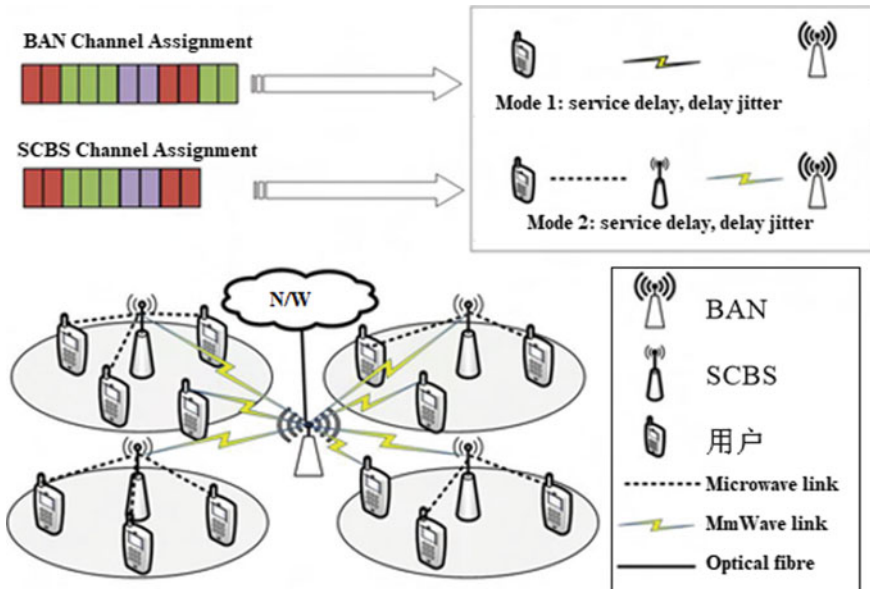 BAN Channel Assignment
Mode 1: service delay, delay jitter
SCBS Channel Assignment
Mode 2: service delay, delay jitter
N/W
BAN
SCBS
用户
Microwave link
MmWave link
Optical fibre